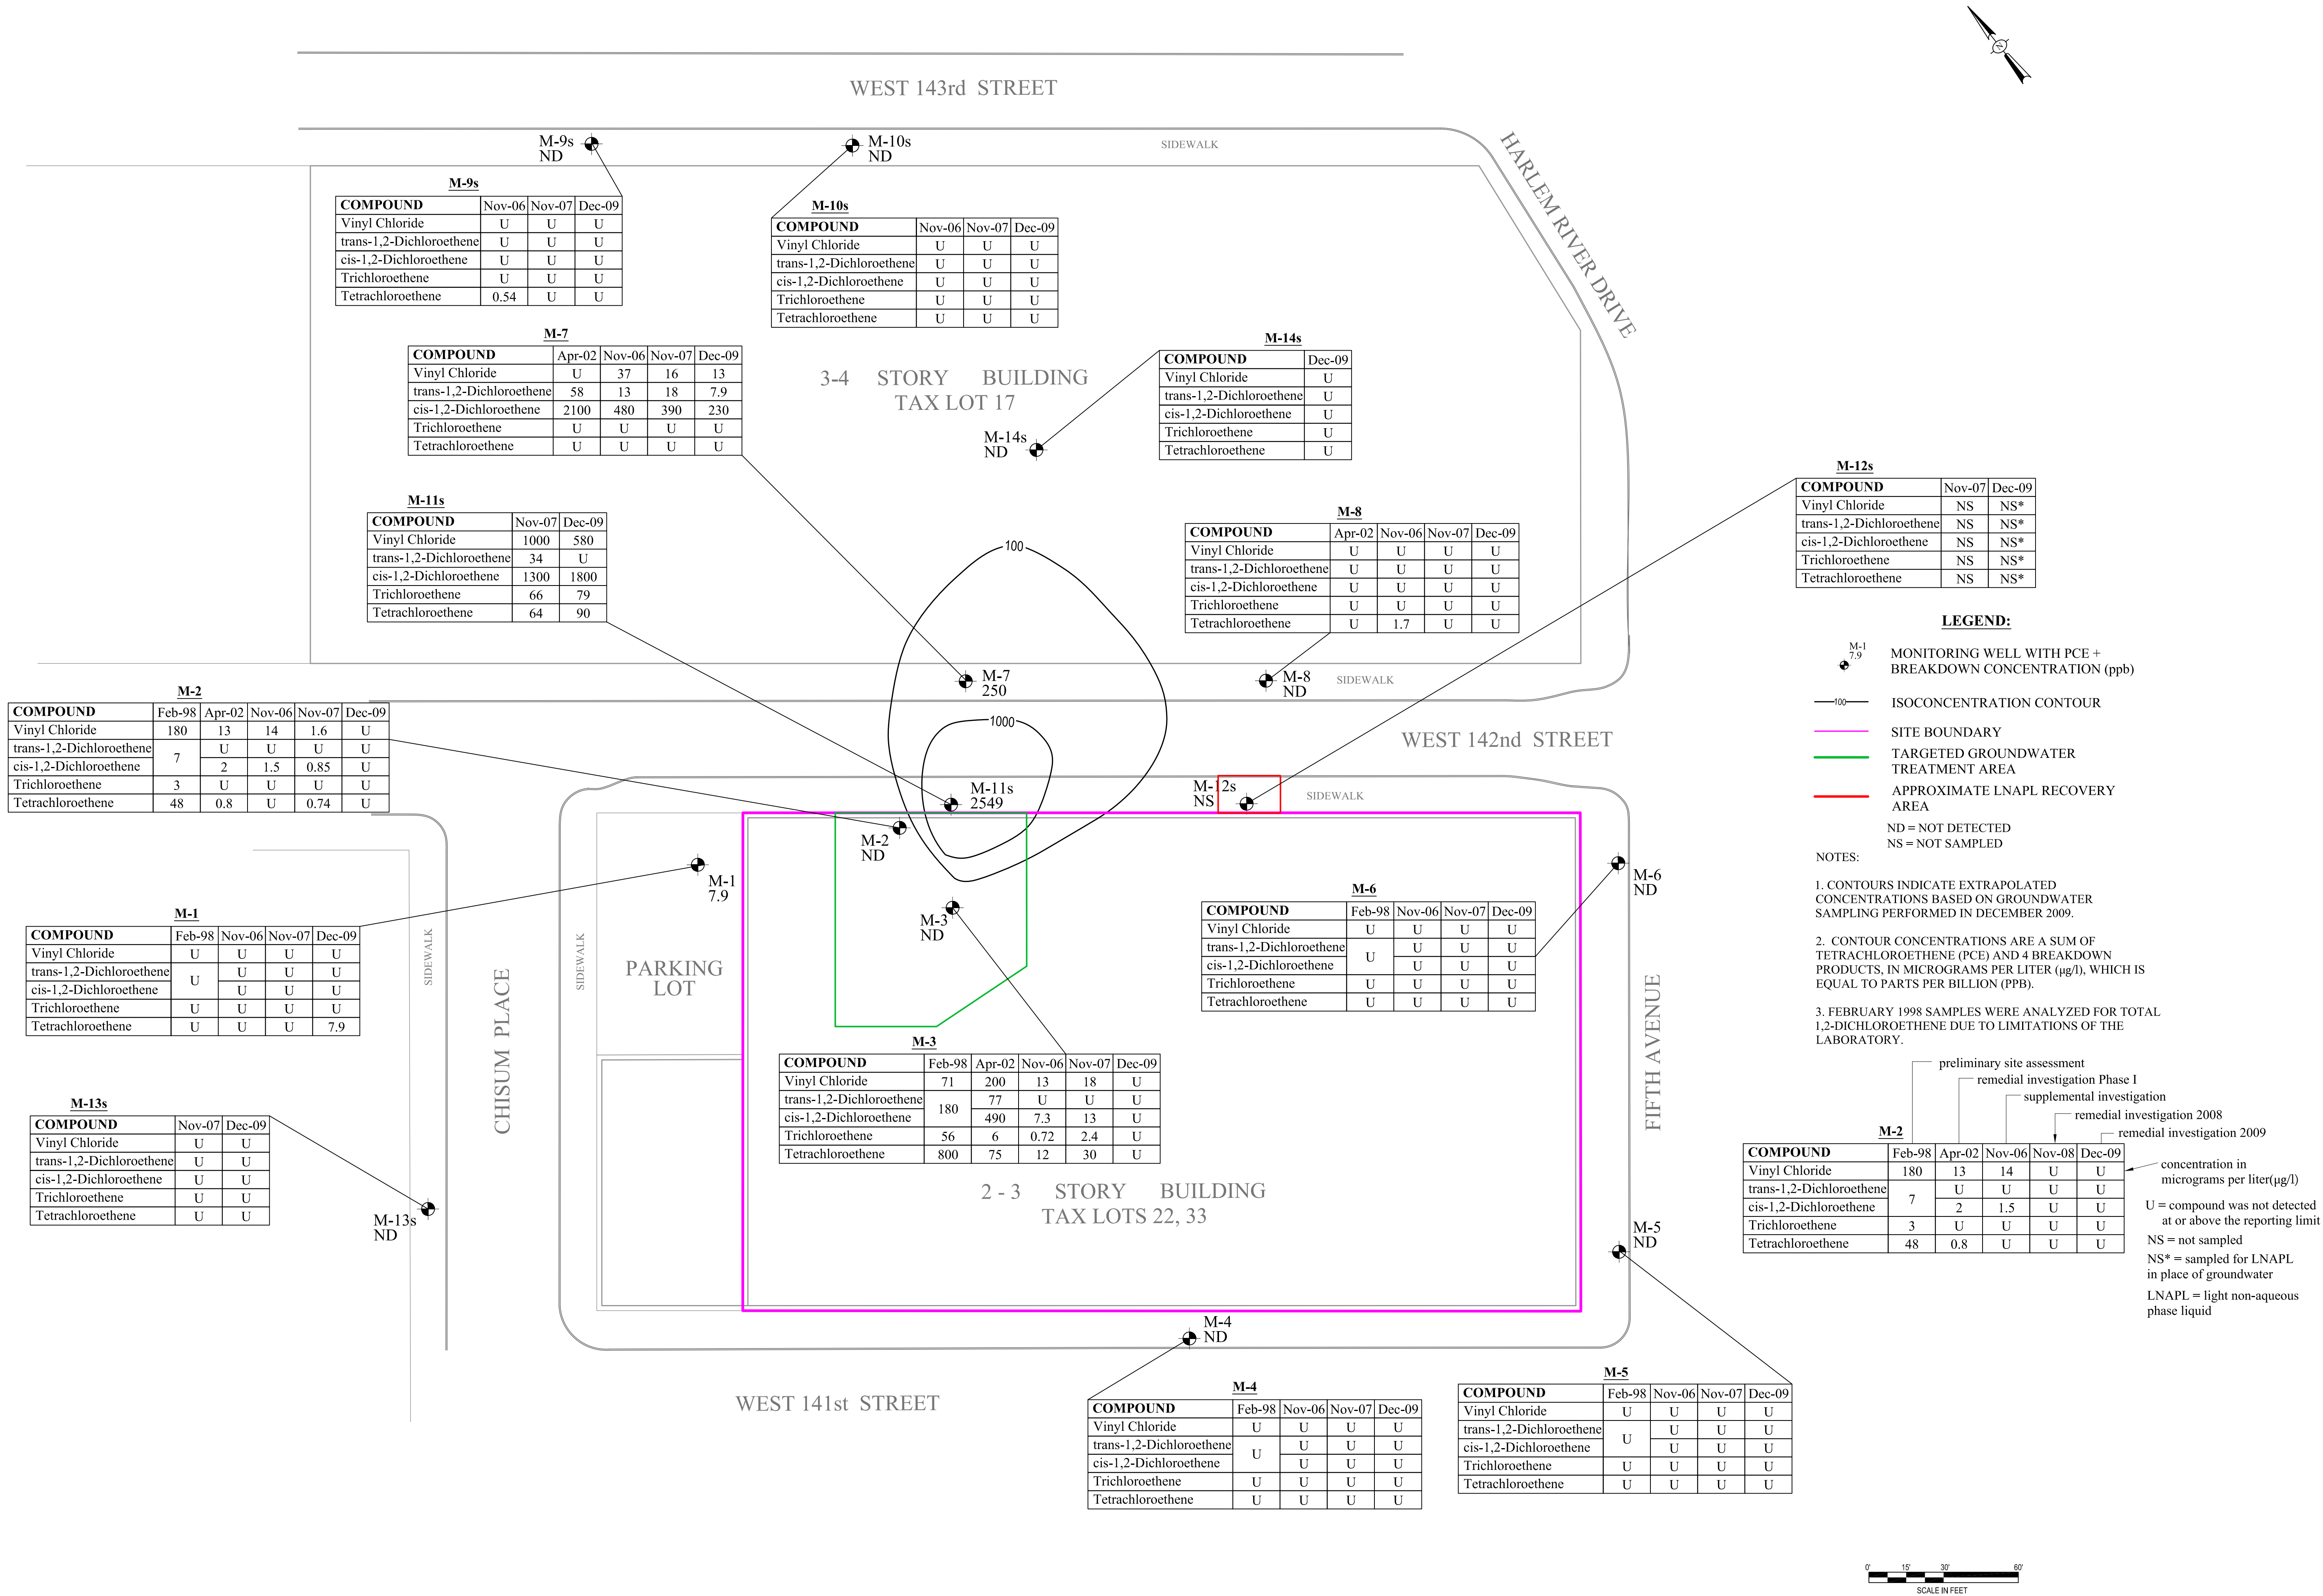 N
WEST 143rd STREET
SIDEWALK
HARLEM RIVER DRIVE
M-9s
ND
M-10s
ND
M-9s
COMPOUND Nov-06 Nov-07 Dec-09
Vinyl Chloride U U U
trans-1,2-Dichloroethene U U U
cis-1,2-Dichloroethene U U U
Trichloroethene U U U
Tetrachloroethene 0.54 U U
M-10s
COMPOUND Nov-06 Nov-07 Dec-09
Vinyl Chloride U U U
trans-1,2-Dichloroethene U U U
cis-1,2-Dichloroethene U U U
Trichloroethene U U U
Tetrachloroethene U U U
M-7
COMPOUND Apr-02 Nov-06 Nov-07 Dec-09
Vinyl Chloride U 37 16 13
trans-1,2-Dichloroethene 58 13 18 7.9
cis-1,2-Dichloroethene 2100 480 390 230
Trichloroethene U U U U
Tetrachloroethene U U U U
3-4 STORY BUILDING
TAX LOT 17
M-14s
COMPOUND Dec-09
Vinyl Chloride U
trans-1,2-Dichloroethene U
cis-1,2-Dichloroethene U
Trichloroethene U
Tetrachloroethene U
M-14s
ND
M-11s
COMPOUND Nov-07 Dec-09
Vinyl Chloride 1000 580
trans-1,2-Dichloroethene 34 U
cis-1,2-Dichloroethene 1300 1800
Trichloroethene 66 79
Tetrachloroethene 64 90
100
M-8
COMPOUND Apr-02 Nov-06 Nov-07 Dec-09
Vinyl Chloride U U U U
trans-1,2-Dichloroethene U U U U
cis-1,2-Dichloroethene U U U U
Trichloroethene U U U U
Tetrachloroethene U 1.7 U U
M-12s
COMPOUND Nov-07 Dec-09
Vinyl Chloride NS NS*
trans-1,2-Dichloroethene NS NS*
cis-1,2-Dichloroethene NS NS*
Trichloroethene NS NS*
Tetrachloroethene NS NS*
M-7
250
M-8
ND
SIDEWALK
1000
WEST 142nd STREET
M-2
COMPOUND Feb-98 Apr-02 Nov-06 Nov-07 Dec-09
Vinyl Chloride 180 13 14 1.6 U
trans-1,2-Dichloroethene 7 U U U U
cis-1,2-Dichloroethene 2 1.5 0.85 U
Trichloroethene 3 U U U U
Tetrachloroethene 48 0.8 U 0.74 U
M-11s
2549
M-12s
NS
SIDEWALK
M-2
ND
M-1
7.9
M-3
ND
M-6
ND
LEGEND:
M-1
7.9
MONITORING WELL WITH PCE +
BREAKDOWN CONCENTRATION (ppb)
100
ISOCONCENTRATION CONTOUR
SITE BOUNDARY
TARGETED GROUNDWATER
TREATMENT AREA
APPROXIMATE LNAPL RECOVERY
AREA
ND = NOT DETECTED
NS = NOT SAMPLED
NOTES:
1. CONTOURS INDICATE EXTRAPOLATED
CONCENTRATIONS BASED ON GROUNDWATER
SAMPLING PERFORMED IN DECEMBER 2009.
2. CONTOUR CONCENTRATIONS ARE A SUM OF
TETRACHLOROETHENE (PCE) AND 4 BREAKDOWN
PRODUCTS, IN MICROGRAMS PER LITER (µg/l), WHICH IS
EQUAL TO PARTS PER BILLION (PPB).
3. FEBRUARY 1998 SAMPLES WERE ANALYZED FOR TOTAL
1,2-DICHLOROETHENE DUE TO LIMITATIONS OF THE
LABORATORY.
M-1
COMPOUND Feb-98 Nov-06 Nov-07 Dec-09
Vinyl Chloride U U U U
trans-1,2-Dichloroethene U U U U
cis-1,2-Dichloroethene U U U
Trichloroethene U U U U
Tetrachloroethene U U U 7.9
SIDEWALK
CHISUM PLACE
SIDEWALK
PARKING
LOT
M-6
COMPOUND Feb-98 Nov-06 Nov-07 Dec-09
Vinyl Chloride U U U U
trans-1,2-Dichloroethene U U U U
cis-1,2-Dichloroethene U U U
Trichloroethene U U U U
Tetrachloroethene U U U U
FIFTH AVENUE
M-3
COMPOUND Feb-98 Apr-02 Nov-06 Nov-07 Dec-09
Vinyl Chloride 71 200 13 18 U
trans-1,2-Dichloroethene 180 77 U U U
cis-1,2-Dichloroethene 490 7.3 13 U
Trichloroethene 56 6 0.72 2.4 U
Tetrachloroethene 800 75 12 30 U
2 - 3 STORY BUILDING
TAX LOTS 22, 33
M-13s
COMPOUND Nov-07 Dec-09
Vinyl Chloride U U
trans-1,2-Dichloroethene U U
cis-1,2-Dichloroethene U U
Trichloroethene U U
Tetrachloroethene U U
M-13s
ND
M-5
ND
preliminary site assessment
remedial investigation Phase I
supplemental investigation
remedial investigation 2008
remedial investigation 2009
M-2
COMPOUND Feb-98 Apr-02 Nov-06 Nov-08 Dec-09
Vinyl Chloride 180 13 14 U U
trans-1,2-Dichloroethene 7 U U U U
cis-1,2-Dichloroethene 2 1.5 U U
Trichloroethene 3 U U U U
Tetrachloroethene 48 0.8 U U U
concentration in
micrograms per liter(µg/l)
U = compound was not detected
at or above the reporting limit
NS = not sampled
NS* = sampled for LNAPL
in place of groundwater
LNAPL = light non-aqueous
phase liquid
M-4
ND
WEST 141st STREET
M-4
COMPOUND Feb-98 Nov-06 Nov-07 Dec-09
Vinyl Chloride U U U U
trans-1,2-Dichloroethene U U U U
cis-1,2-Dichloroethene U U U
Trichloroethene U U U U
Tetrachloroethene U U U U
M-5
COMPOUND Feb-98 Nov-06 Nov-07 Dec-09
Vinyl Chloride U U U U
trans-1,2-Dichloroethene U U U U
cis-1,2-Dichloroethene U U U
Trichloroethene U U U U
Tetrachloroethene U U U U
0' 15' 30' 60'
SCALE IN FEET